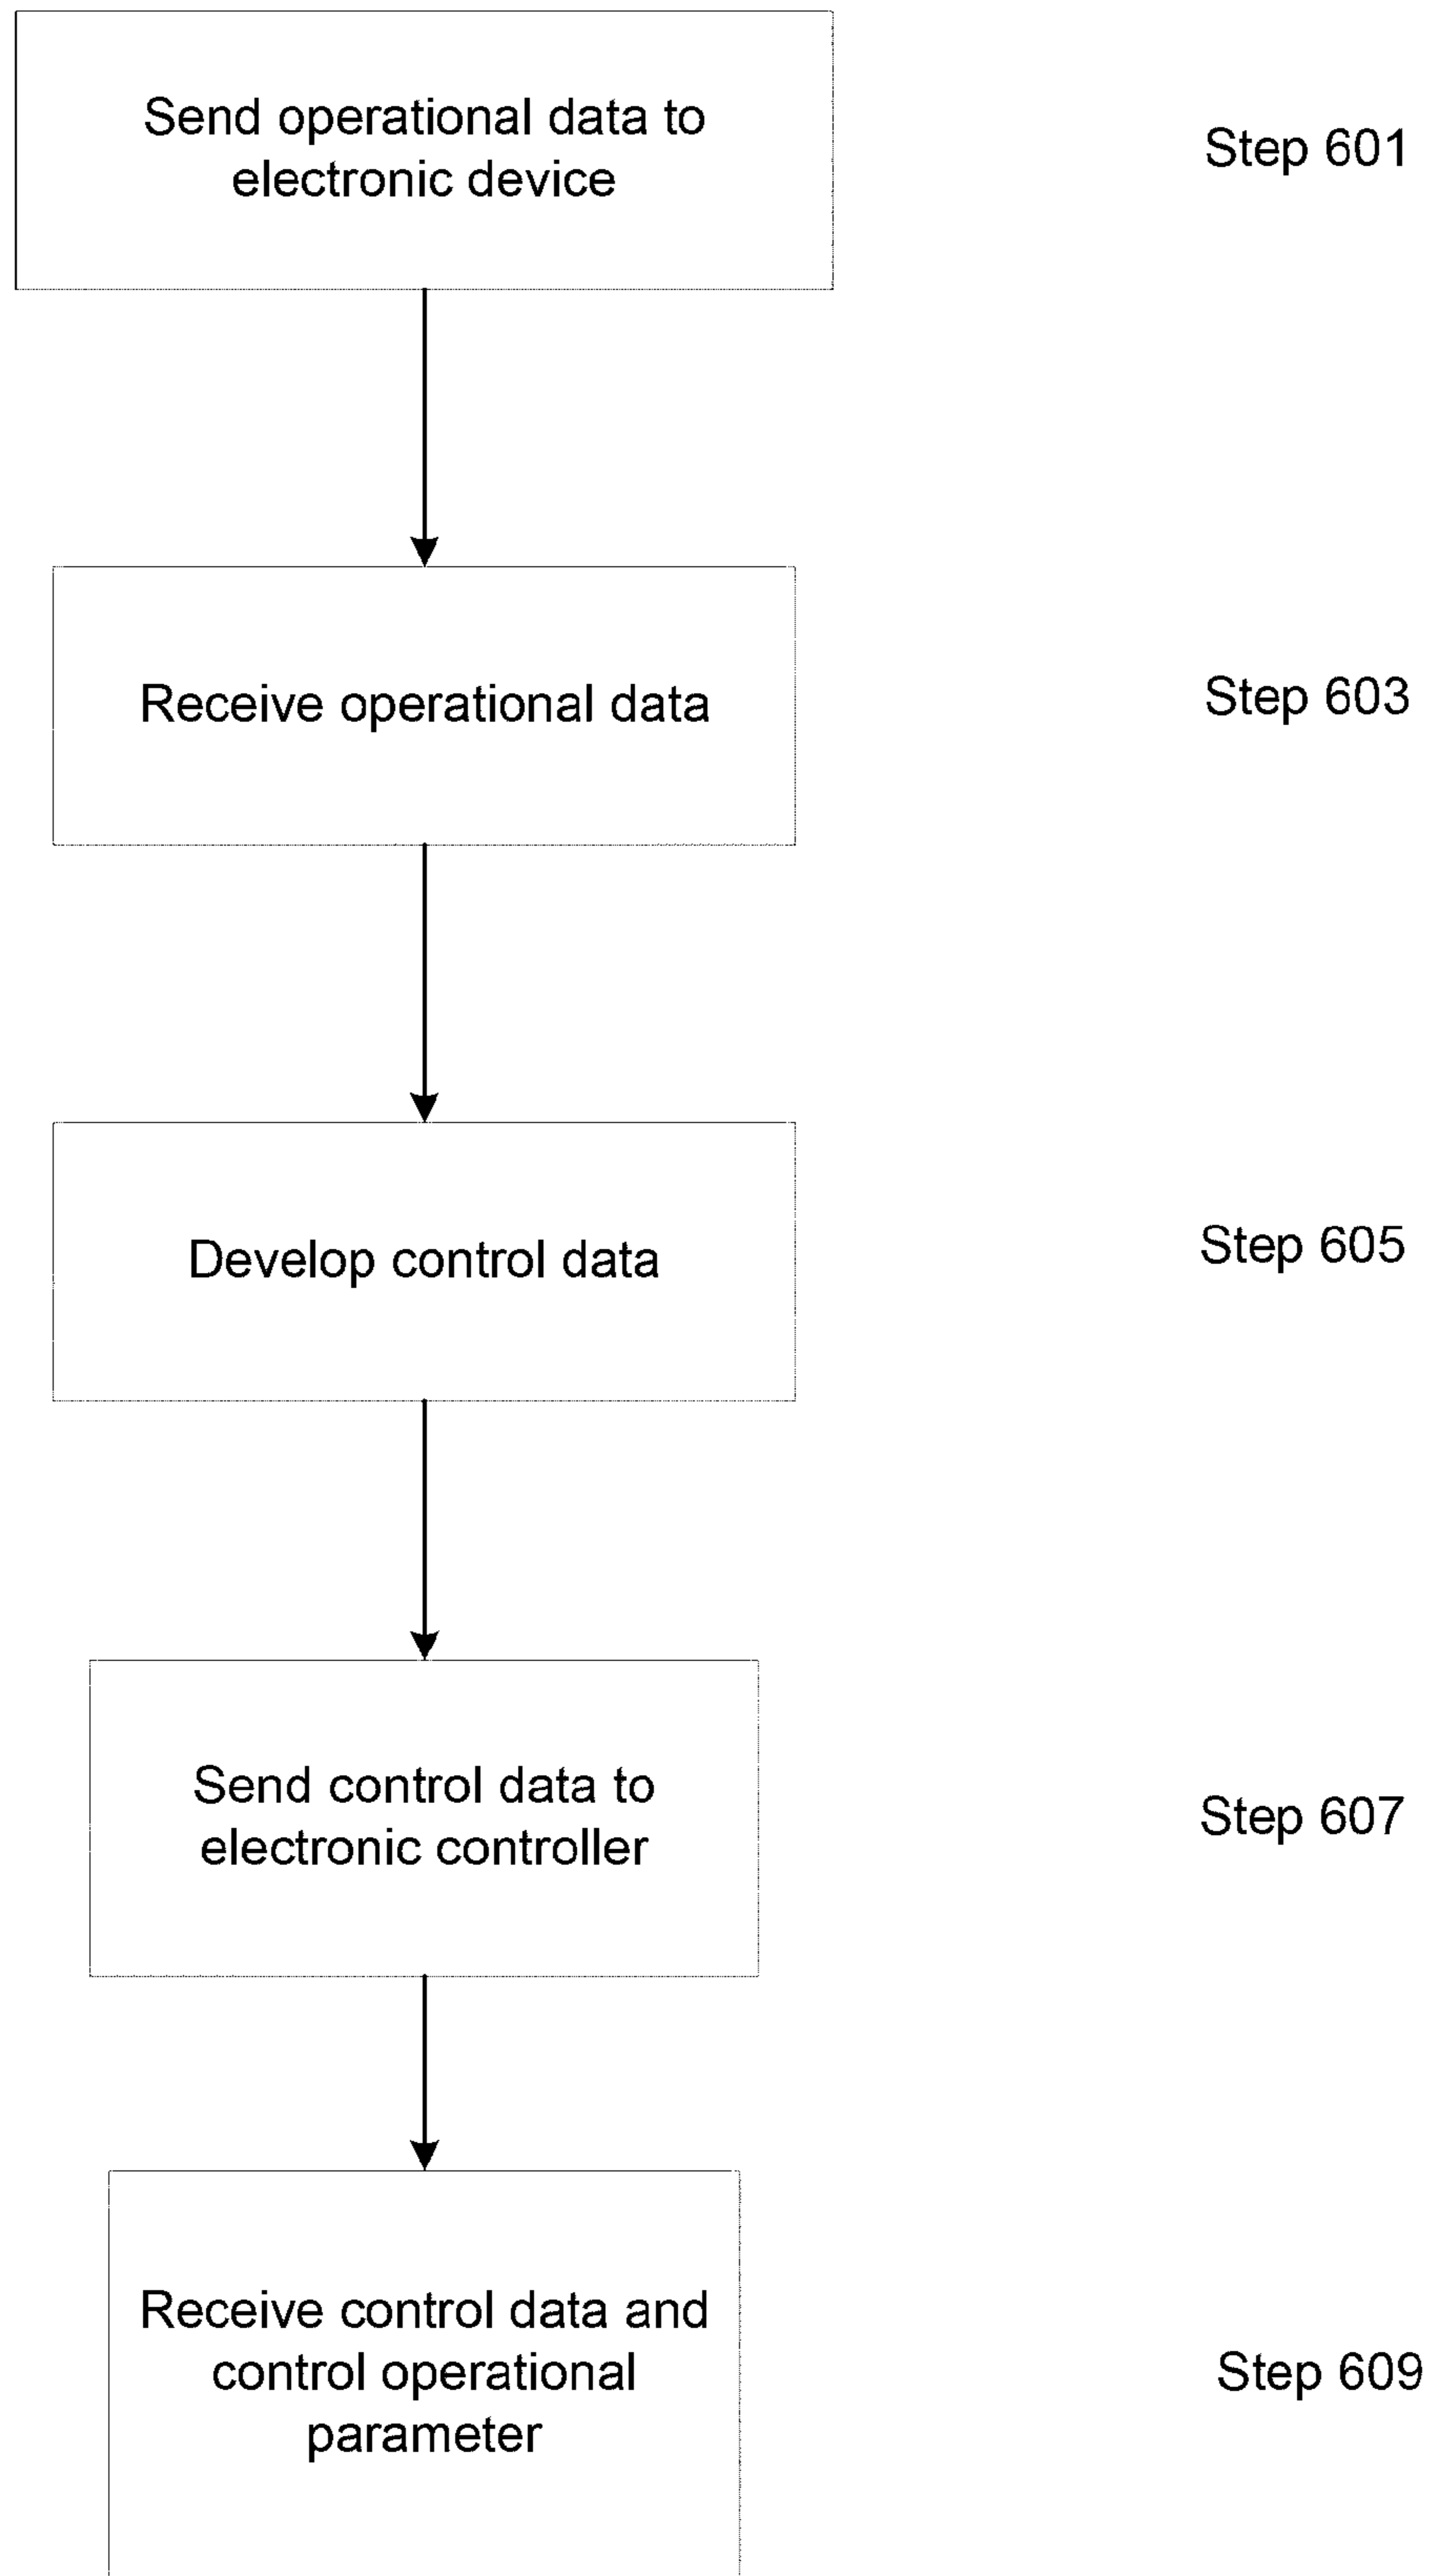 Send operational data to
electronic device
Step 601
Receive operational data
Step 603
Develop control data
Step 605
Send control data to
electronic controller
Step 607
Receive control data and
control operational
parameter
Step 609